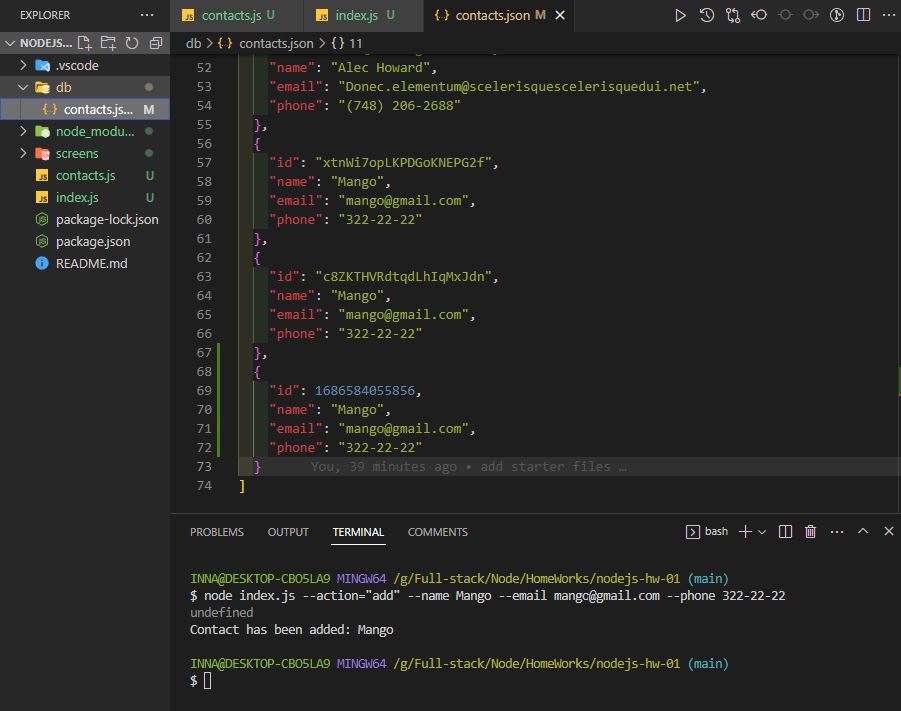 EXPLORER ...
NODEJS...
.vscode
db
contacts.js... M
node_modu...
screens
contacts.js U
index.js U
package-lock.json
package.json
README.md
contacts.js U index.js U contacts.json M
db > {} contacts.json > {} 11
52 "name": "Alec Howard",
53 "email": "Donec.elementum@scelerisquescelerisquedui.net",
54 "phone": "(748) 206-2688"
55 },
56 {
57 "id": "xtnWi7opLKPDGoKNEPG2f",
58 "name": "Mango",
59 "email": "mango@gmail.com",
60 "phone": "322-22-22"
61 },
62 {
63 "id": "c8ZKTHVRdtqdLhIqMxJdn",
64 "name": "Mango",
65 "email": "mango@gmail.com",
66 "phone": "322-22-22"
67 },
68 {
69 "id": 1686584055856,
70 "name": "Mango",
71 "email": "mango@gmail.com",
72 "phone": "322-22-22"
73 } You, 39 minutes ago • add starter files …
74 ]
PROBLEMS OUTPUT TERMINAL COMMENTS bash
INNA@DESKTOP-CBO5LA9 MINGW64 /g/Full-stack/Node/HomeWorks/nodejs-hw-01 (main)
$ node index.js --action="add" --name Mango --email mango@gmail.com --phone 322-22-22
undefined
Contact has been added: Mango
INNA@DESKTOP-CBO5LA9 MINGW64 /g/Full-stack/Node/HomeWorks/nodejs-hw-01 (main)
$